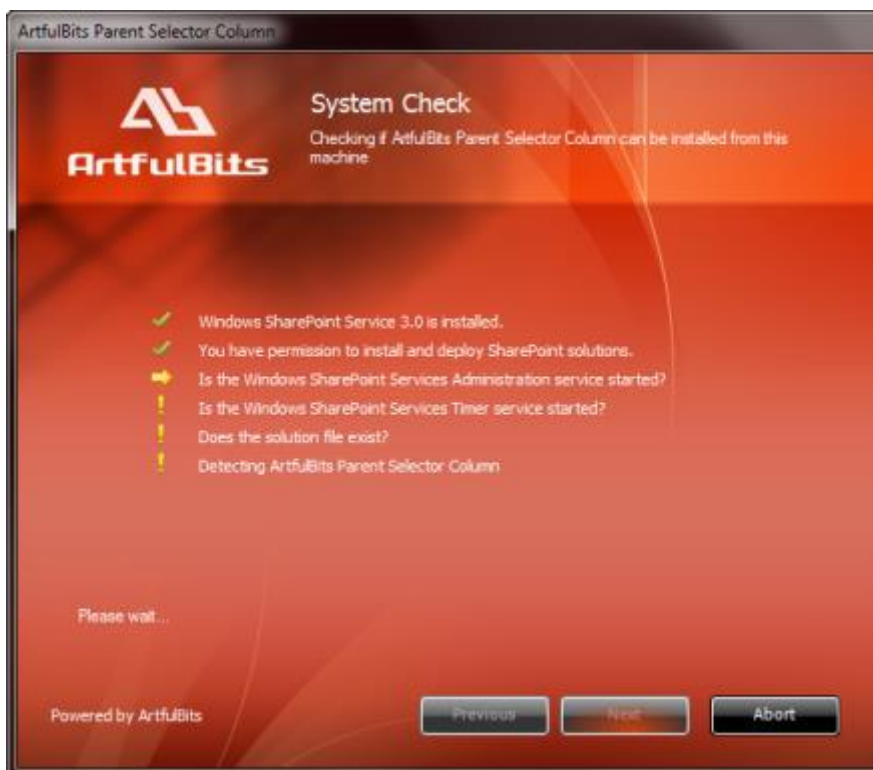 ArtfulBits Parent Selector Column
ArtfulBits
System Check
Checking if ArtfulBits Parent Selector Column can be installed from this
machine
Windows SharePoint Service 3.0 is installed.
You have permission to install and deploy SharePoint solutions.
Is the Windows SharePoint Services Administration service started?
Is the Windows SharePoint Services Timer service started?
Does the solution file exist?
Detecting ArtfulBits Parent Selector Column
Please wait...
Powered by ArtfulBits
Previous
Next
Abort